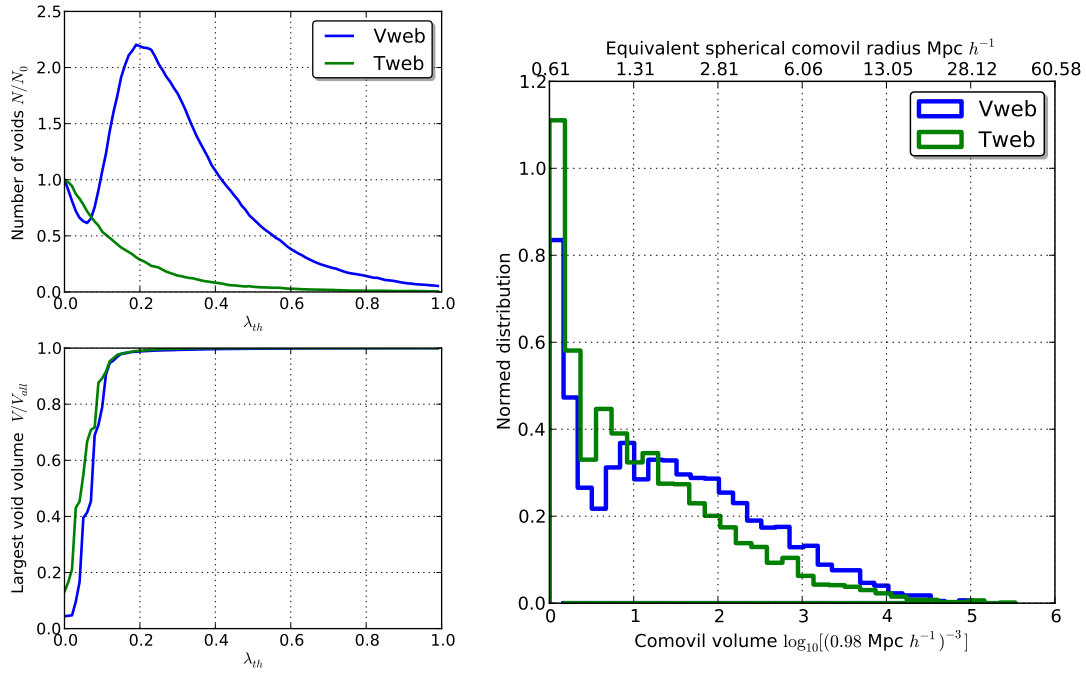 2.5
2.0
1.5
1.0
0.5
0.0
Number of voids N/N₀
Vweb
Tweb
0.0 0.2 0.4 0.6 0.8 1.0
λ_th
1.0
0.8
0.6
0.4
0.2
0.0
Largest void volume V/V_all
0.0 0.2 0.4 0.6 0.8 1.0
λ_th
Equivalent spherical comovil radius Mpc h⁻¹
0.61 1.31 2.81 6.06 13.05 28.12 60.58
1.2
1.0
0.8
0.6
0.4
0.2
0.0
Normed distribution
Vweb
Tweb
0 1 2 3 4 5 6
Comovil volume log₁₀[(0.98 Mpc h⁻¹)⁻³]